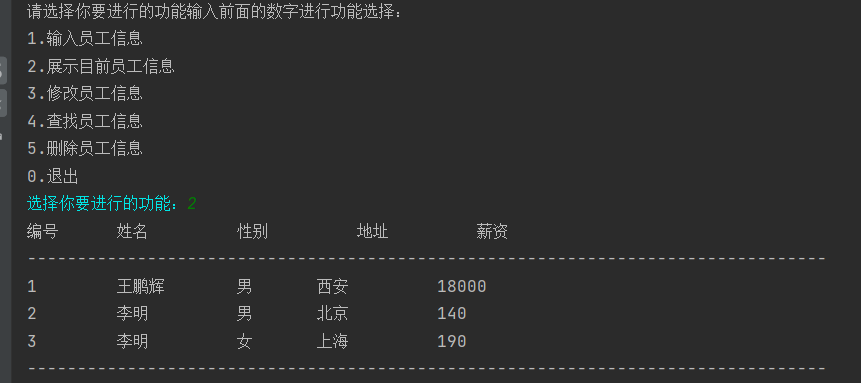 请选择你要进行的功能输入前面的数字进行功能选择：
1.输入员工信息
2.展示目前员工信息
3.修改员工信息
4.查找员工信息
5.删除员工信息
0.退出
选择你要进行的功能：2
编号 姓名 性别 地址 薪资
--------------------------------------------------------------------------------
1 王鹏辉 男 西安 18000
2 李明 男 北京 140
3 李明 女 上海 190
--------------------------------------------------------------------------------